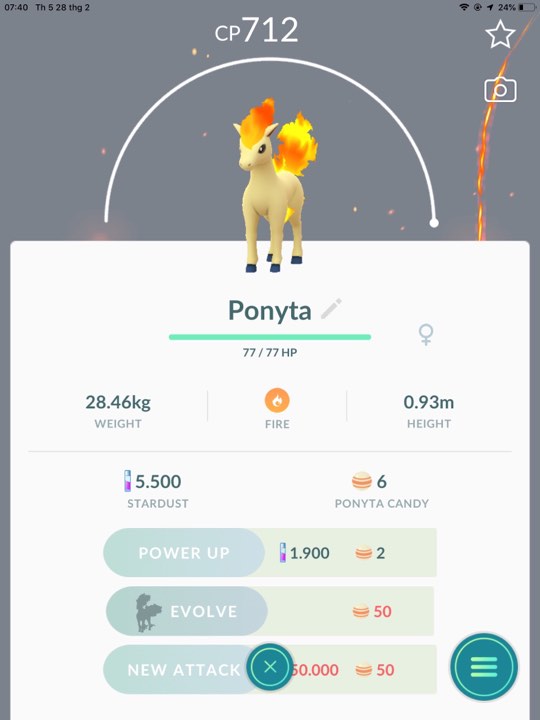 07:40 Th 5 28 thg 2 24%
CP712
Ponyta
77 / 77 HP
28.46kg 0.93m
WEIGHT FIRE HEIGHT
5.500 6
STARDUST PONYTA CANDY
POWER UP 1.900 2
EVOLVE 50
NEW ATTACK 50.000 50